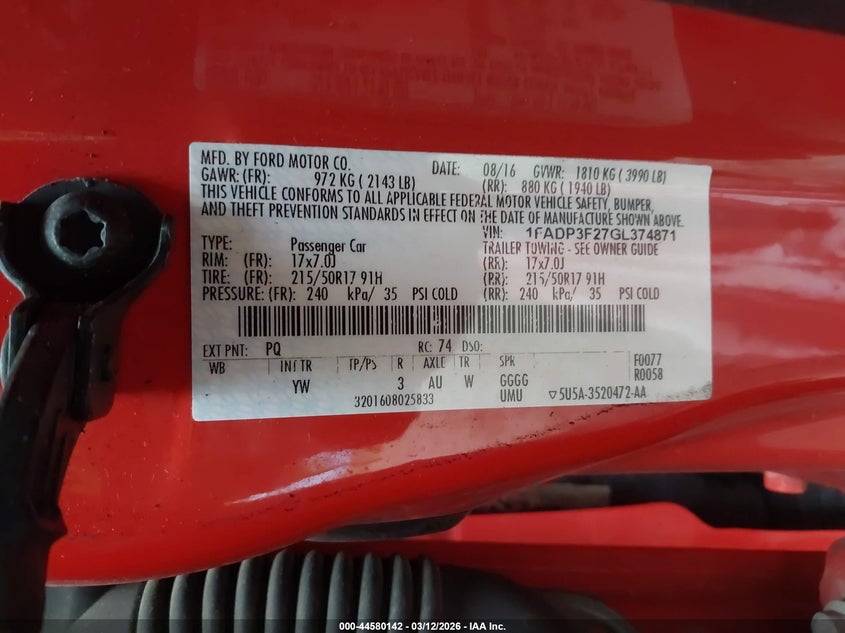 MFD. BY FORD MOTOR CO.
DATE: 08/16 GVWR: 1810 KG ( 3990 LB)
GAWR: (FR): 972 KG ( 2143 LB) (RR): 880 KG ( 1940 LB)
THIS VEHICLE CONFORMS TO ALL APPLICABLE FEDERAL MOTOR VEHICLE SAFETY, BUMPER,
AND THEFT PREVENTION STANDARDS IN EFFECT ON THE DATE OF MANUFACTURE SHOWN ABOVE.
VIN: 1FADP3F27GL374871
TYPE: Passenger Car TRAILER TOWING - SEE OWNER GUIDE
RIM: (FR): 17x7.0J (RR): 17x7.0J
TIRE: (FR): 215/50R17 91H (RR): 215/50R17 91H
PRESSURE: (FR): 240 kPa/ 35 PSI COLD (RR): 240 kPa/ 35 PSI COLD
EXT PNT: PQ RC: 74 DSO: F0077
WB INT TR TP/PS R AXLE TR SPR R0058
YW 3 AU W GGGG
3201608025833 UMU ▽5U5A-3520472-AA
000-44580142 - 03/12/2026 - IAA Inc.